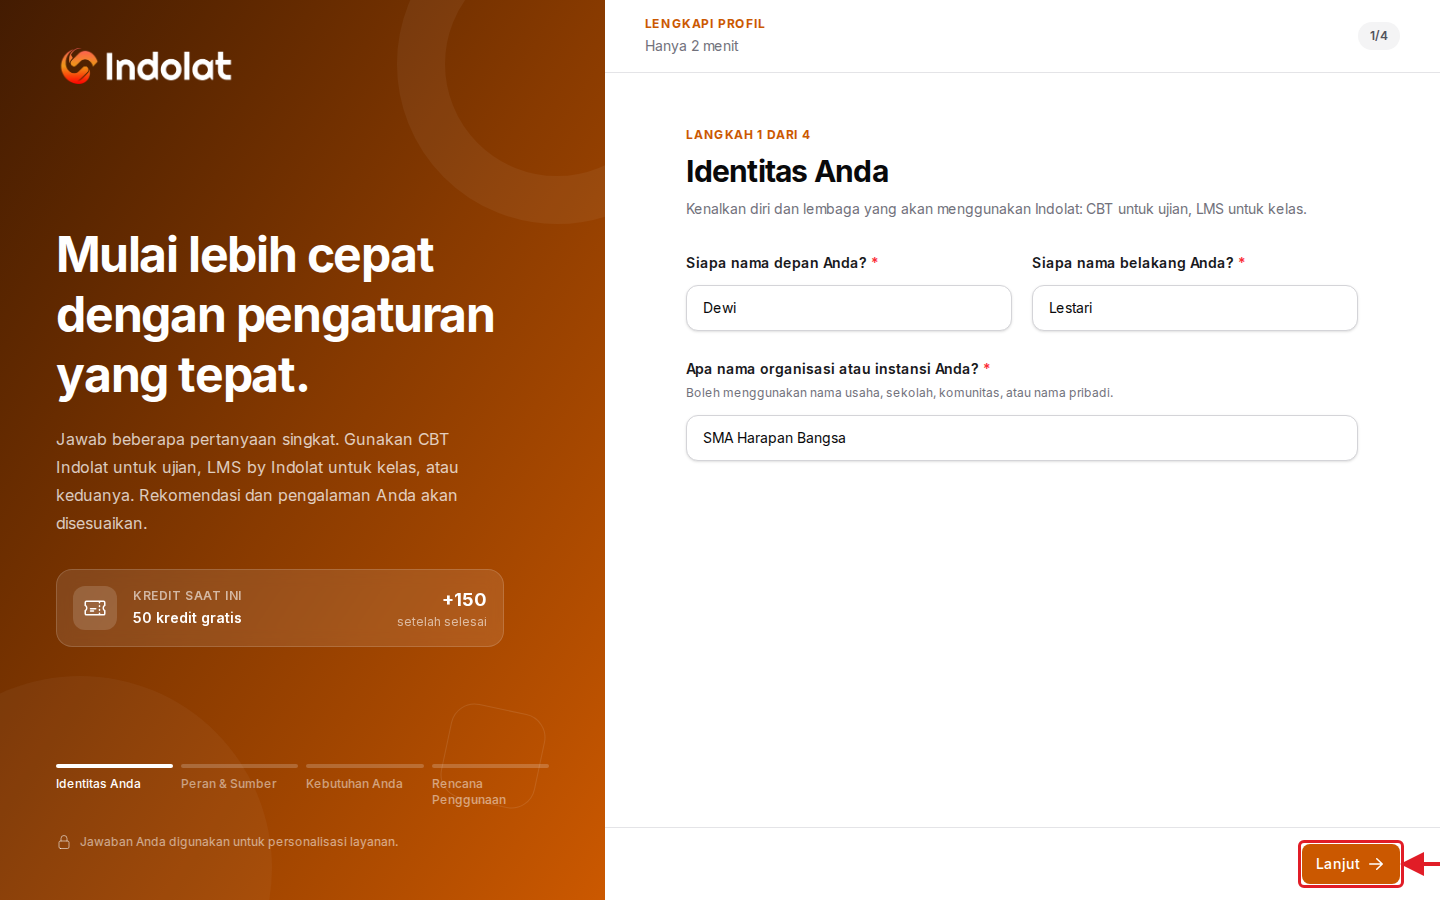 Indolat
Mulai lebih cepat
dengan pengaturan
yang tepat.
Jawab beberapa pertanyaan singkat. Gunakan CBT
Indolat untuk ujian, LMS by Indolat untuk kelas, atau
keduanya. Rekomendasi dan pengalaman Anda akan
disesuaikan.
KREDIT SAAT INI
50 kredit gratis
+150
setelah selesai
Identitas Anda
Peran & Sumber
Kebutuhan Anda
Rencana
Penggunaan
Jawaban Anda digunakan untuk personalisasi layanan.
LENGKAPI PROFIL
Hanya 2 menit
1/4
LANGKAH 1 DARI 4
Identitas Anda
Kenalkan diri dan lembaga yang akan menggunakan Indolat: CBT untuk ujian, LMS untuk kelas.
Siapa nama depan Anda? *
Dewi
Siapa nama belakang Anda? *
Lestari
Apa nama organisasi atau instansi Anda? *
Boleh menggunakan nama usaha, sekolah, komunitas, atau nama pribadi.
SMA Harapan Bangsa
Lanjut